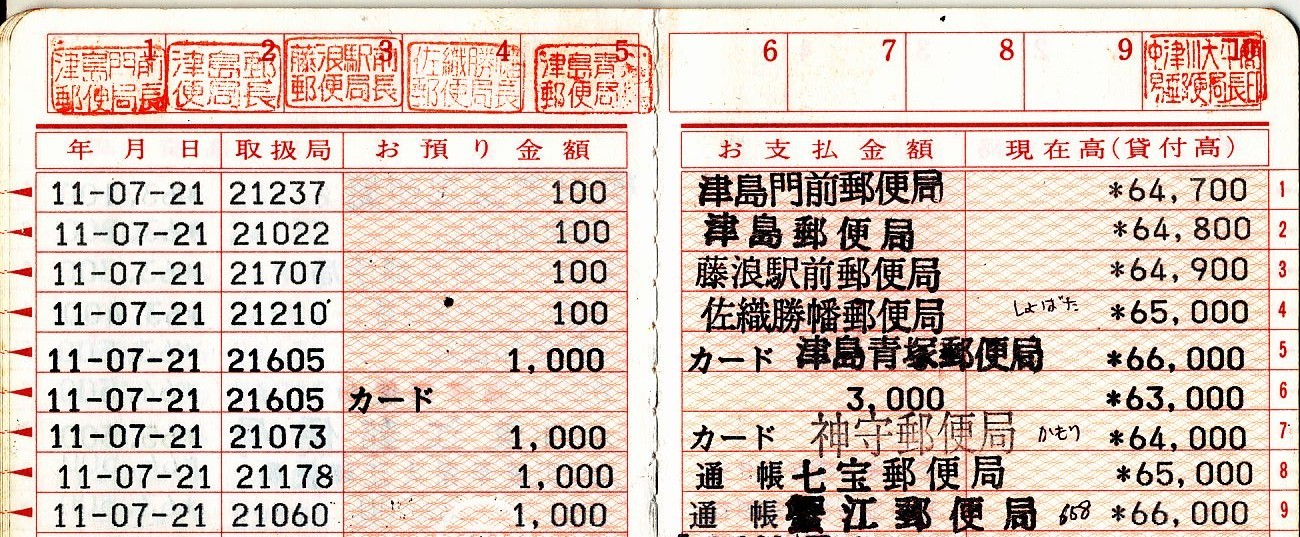 1 2 3 4 5 6 7 8 9
津島門前郵便局長
津島郵便局長
藤浪駅前郵便局長
佐織勝幡郵便局長
津島青塚郵便局
年月日 取扱局 お預り金額 お支払金額 現在高(貸付高)
11-07-21 21237 100 津島門前郵便局 *64,700 1
11-07-21 21022 100 津島郵便局 *64,800 2
11-07-21 21707 100 藤浪駅前郵便局 *64,900 3
11-07-21 21210 100 佐織勝幡郵便局 しょばた *65,000 4
11-07-21 21605 1,000 カード 津島青塚郵便局 *66,000 5
11-07-21 21605 カード 3,000 *63,000 6
11-07-21 21073 1,000 カード 神守郵便局 かもり *64,000 7
11-07-21 21178 1,000 通帳 七宝郵便局 *65,000 8
11-07-21 21060 1,000 通帳 蟹江郵便局 658 *66,000 9